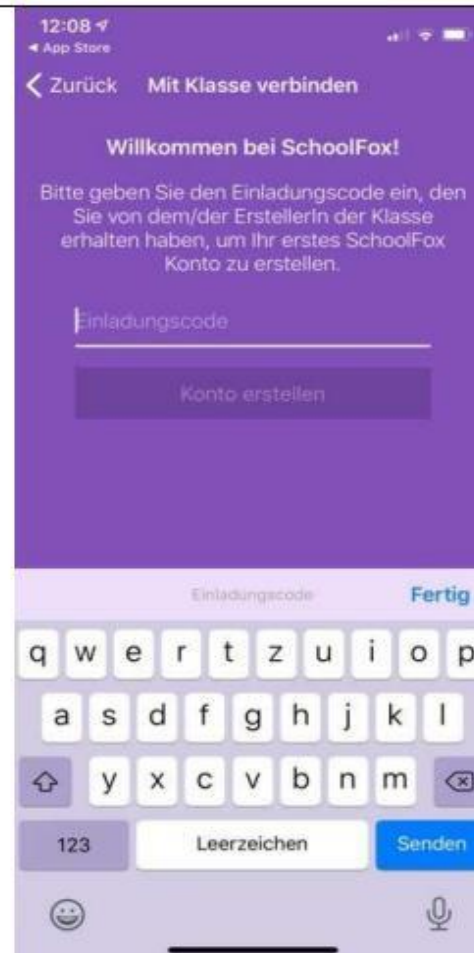 12:08
App Store
Zurück Mit Klasse verbinden
Willkommen bei SchoolFox!
Bitte geben Sie den Einladungscode ein, den
Sie von dem/der ErstellerIn der Klasse
erhalten haben, um Ihr erstes SchoolFox
Konto zu erstellen.
Einladungscode
Konto erstellen
Einladungscode Fertig
q w e r t z u i o p
a s d f g h j k l
y x c v b n m
123 Leerzeichen Senden